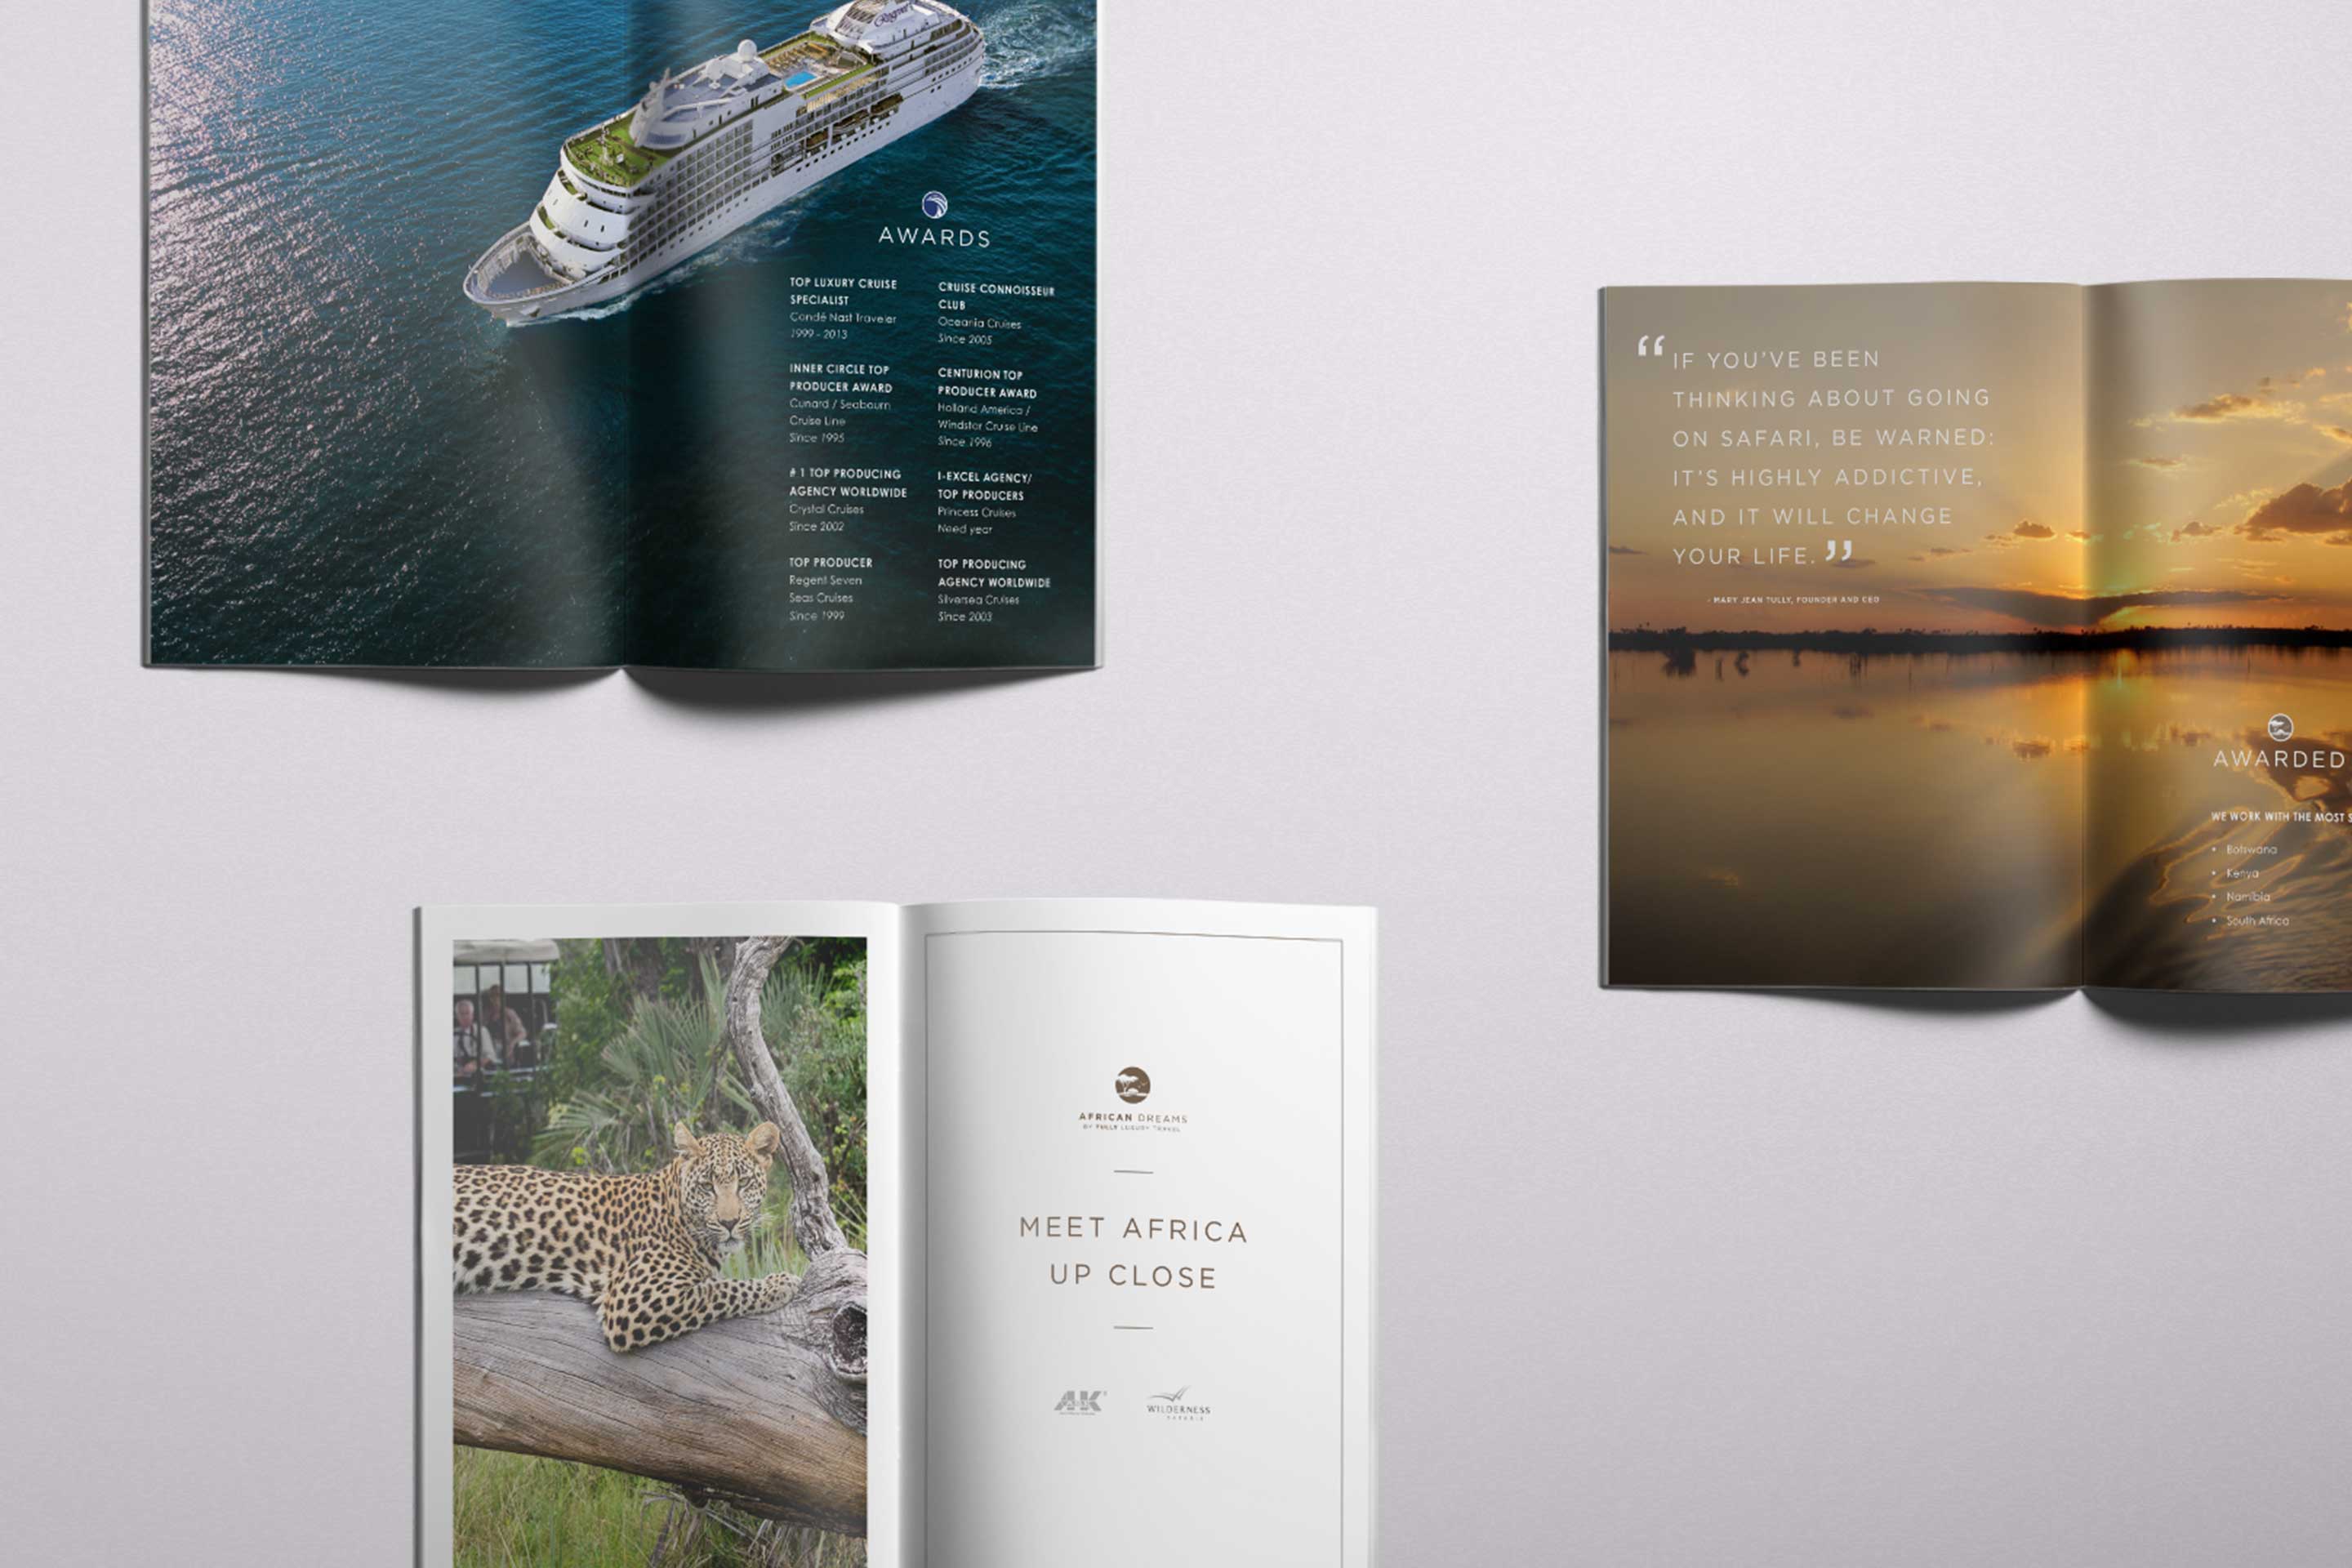 Regent
AWARDS
TOP LUXURY CRUISE
SPECIALIST
Condé Nast Traveler
1999 - 2013
INNER CIRCLE TOP
PRODUCER AWARD
Cunard / Seabourn
Cruise Line
Since 1995
# 1 TOP PRODUCING
AGENCY WORLDWIDE
Crystal Cruises
Since 2002
TOP PRODUCER
Regent Seven
Seas Cruises
Since 1999
CRUISE CONNOISSEUR
CLUB
Oceania Cruises
Since 2005
CENTURION TOP
PRODUCER AWARD
Holland America /
Windstar Cruise Line
Since 1996
I-EXCEL AGENCY/
TOP PRODUCERS
Princess Cruises
Need year
TOP PRODUCING
AGENCY WORLDWIDE
Silversea Cruises
Since 2003
“ IF YOU’VE BEEN
THINKING ABOUT GOING
ON SAFARI, BE WARNED:
IT’S HIGHLY ADDICTIVE,
AND IT WILL CHANGE
YOUR LIFE. ”
- MARY JEAN TULLY, FOUNDER AND CEO
AWARDED
WE WORK WITH THE MOST S
• Botswana
• Kenya
• Namibia
• South Africa
AFRICAN DREAMS
BY TULLY LUXURY TRAVEL
MEET AFRICA
UP CLOSE
AK
WILDERNESS
SAFARIS